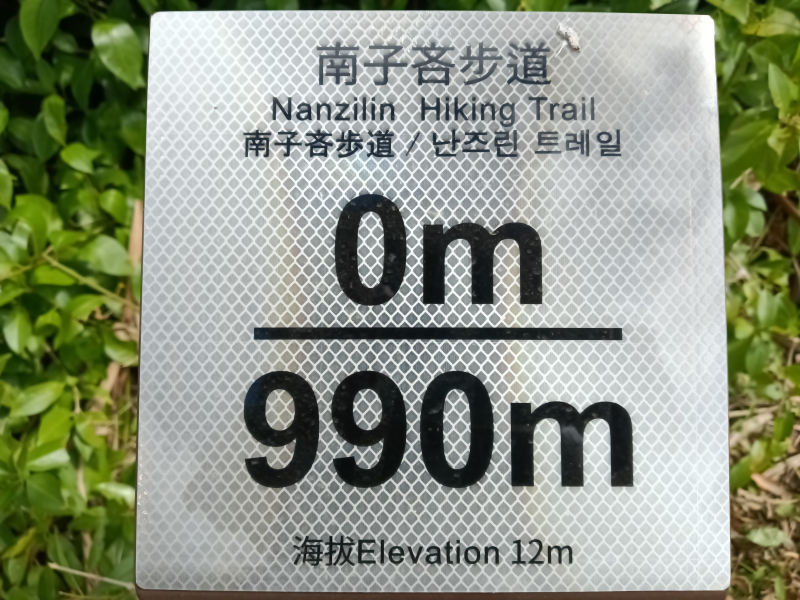 南子吝步道
Nanzilin Hiking Trail
南子吝歩道 / 난즈린 트레일
0m
990m
海拔Elevation 12m